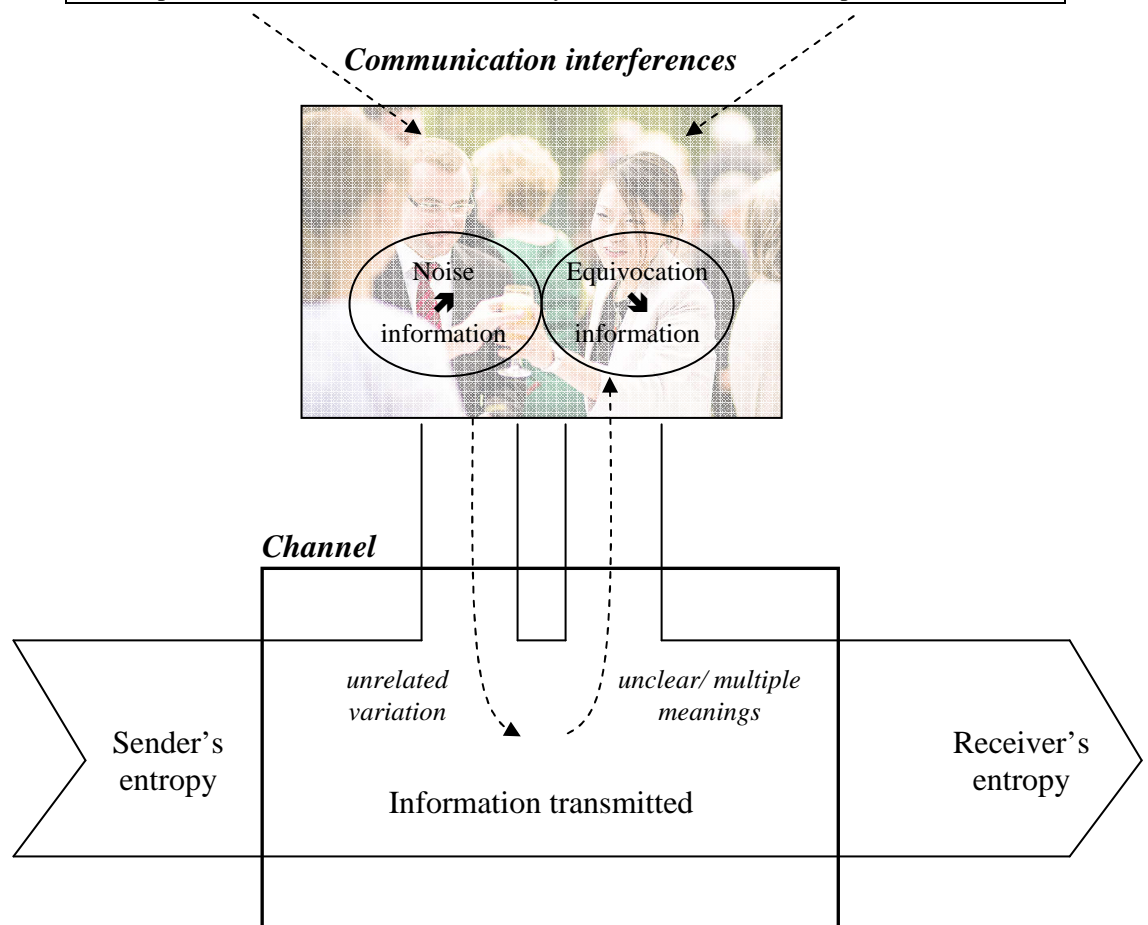 Communication interferences
Noise
information
Equivocation
information
Channel
unrelated
variation
unclear/ multiple
meanings
Sender's
entropy
Receiver's
entropy
Information transmitted